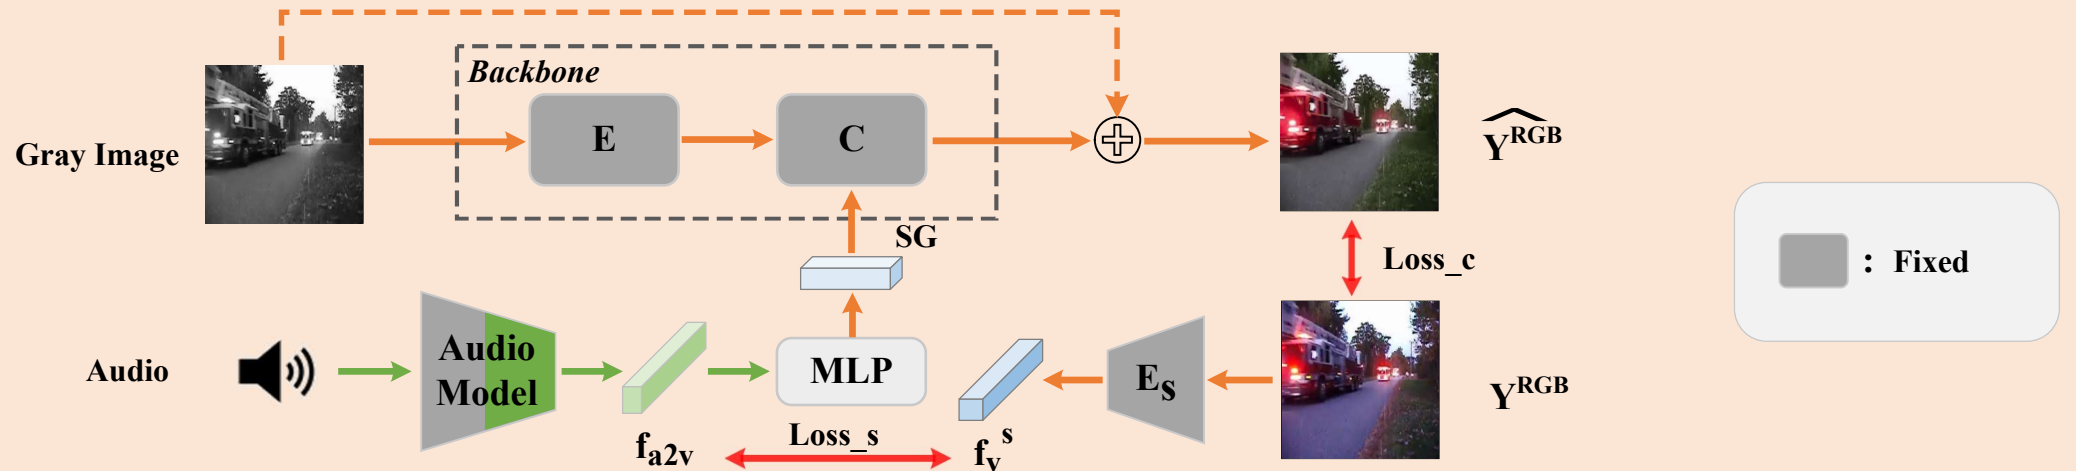 Backbone
Gray Image
E
C
Ŷ^RGB
SG
Loss_c
: Fixed
Audio
Audio Model
MLP
E_s
Y^RGB
f_a2v
Loss_s
f_v^s